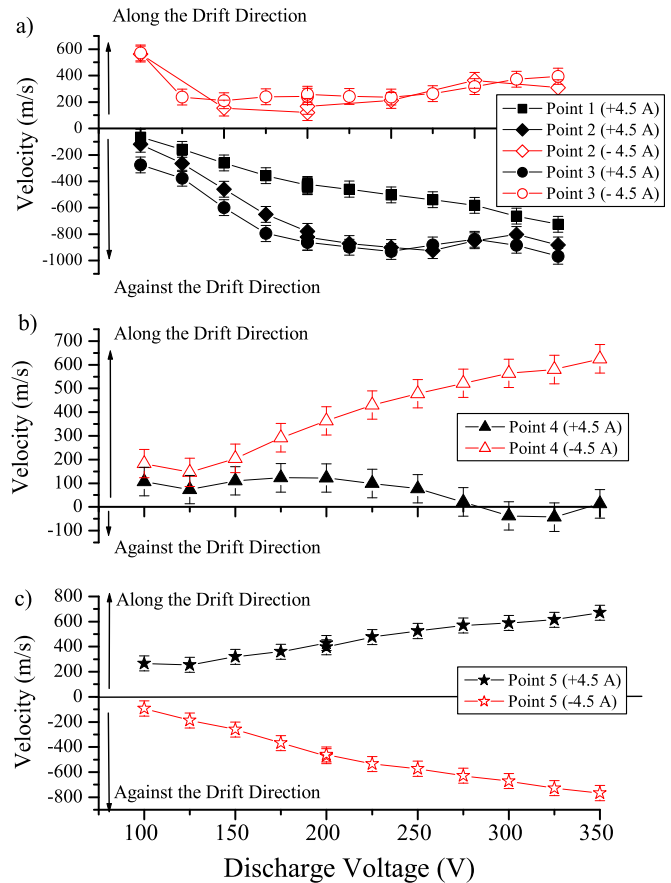 a)
Along the Drift Direction
600
400
200
0
-200
-400
-600
-800
-1000
Velocity (m/s)
Point 1 (+4.5 A)
Point 2 (+4.5 A)
Point 2 (- 4.5 A)
Point 3 (+4.5 A)
Point 3 (- 4.5 A)
Against the Drift Direction
b)
Along the Drift Direction
700
600
500
400
300
200
100
0
-100
Velocity (m/s)
Point 4 (+4.5 A)
Point 4 (-4.5 A)
Against the Drift Direction
c)
Along the Drift Direction
800
600
400
200
0
-200
-400
-600
-800
Velocity (m/s)
Point 5 (+4.5 A)
Point 5 (-4.5 A)
Against the Drift Direction
100 150 200 250 300 350
Discharge Voltage (V)